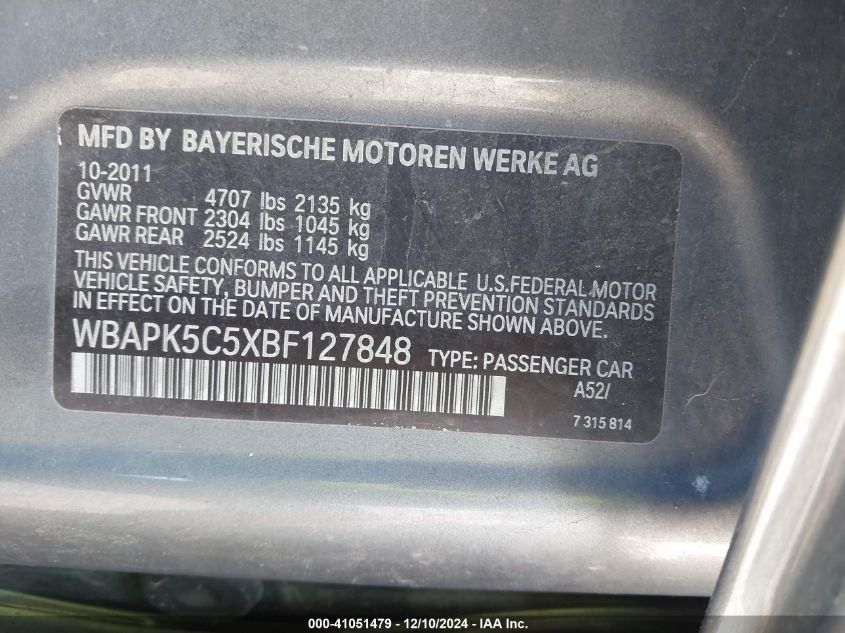 MFD BY BAYERISCHE MOTOREN WERKE AG
10-2011
GVWR 4707 lbs 2135 kg
GAWR FRONT 2304 lbs 1045 kg
GAWR REAR 2524 lbs 1145 kg
THIS VEHICLE CONFORMS TO ALL APPLICABLE U.S.FEDERAL MOTOR
VEHICLE SAFETY, BUMPER AND THEFT PREVENTION STANDARDS
IN EFFECT ON THE DATE OF MANUFACTURE SHOWN ABOVE.
WBAPK5C5XBF127848 TYPE: PASSENGER CAR
A52/
7 315 814
000-41051479 - 12/10/2024 - IAA Inc.